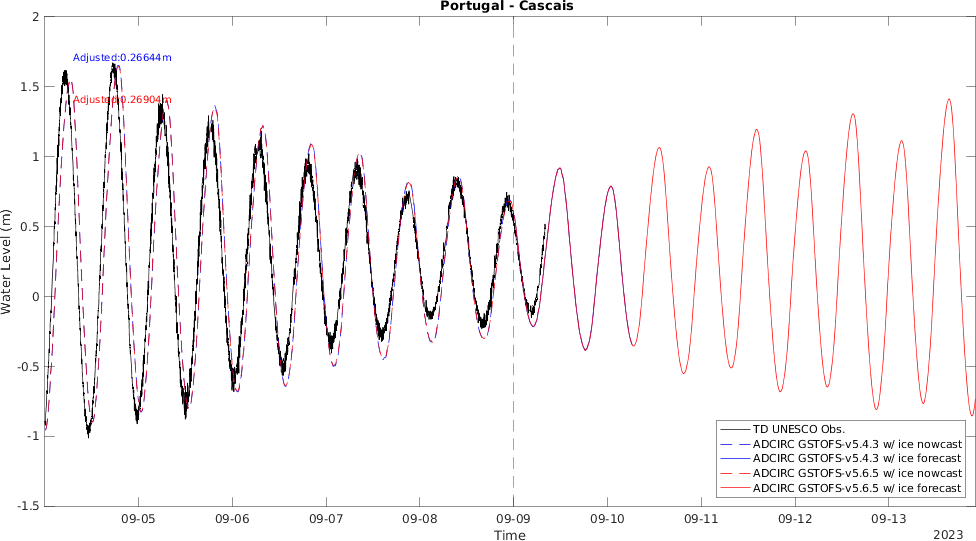 Portugal - Cascais
2
1.5
1
0.5
0
-0.5
-1
-1.5
Water Level (m)
Adjusted:0.26644m
Adjusted:0.26904m
TD UNESCO Obs.
ADCIRC GSTOFS-v5.4.3 w/ ice nowcast
ADCIRC GSTOFS-v5.4.3 w/ ice forecast
ADCIRC GSTOFS-v5.6.5 w/ ice nowcast
ADCIRC GSTOFS-v5.6.5 w/ ice forecast
09-05 09-06 09-07 09-08 09-09 09-10 09-11 09-12 09-13
Time
2023